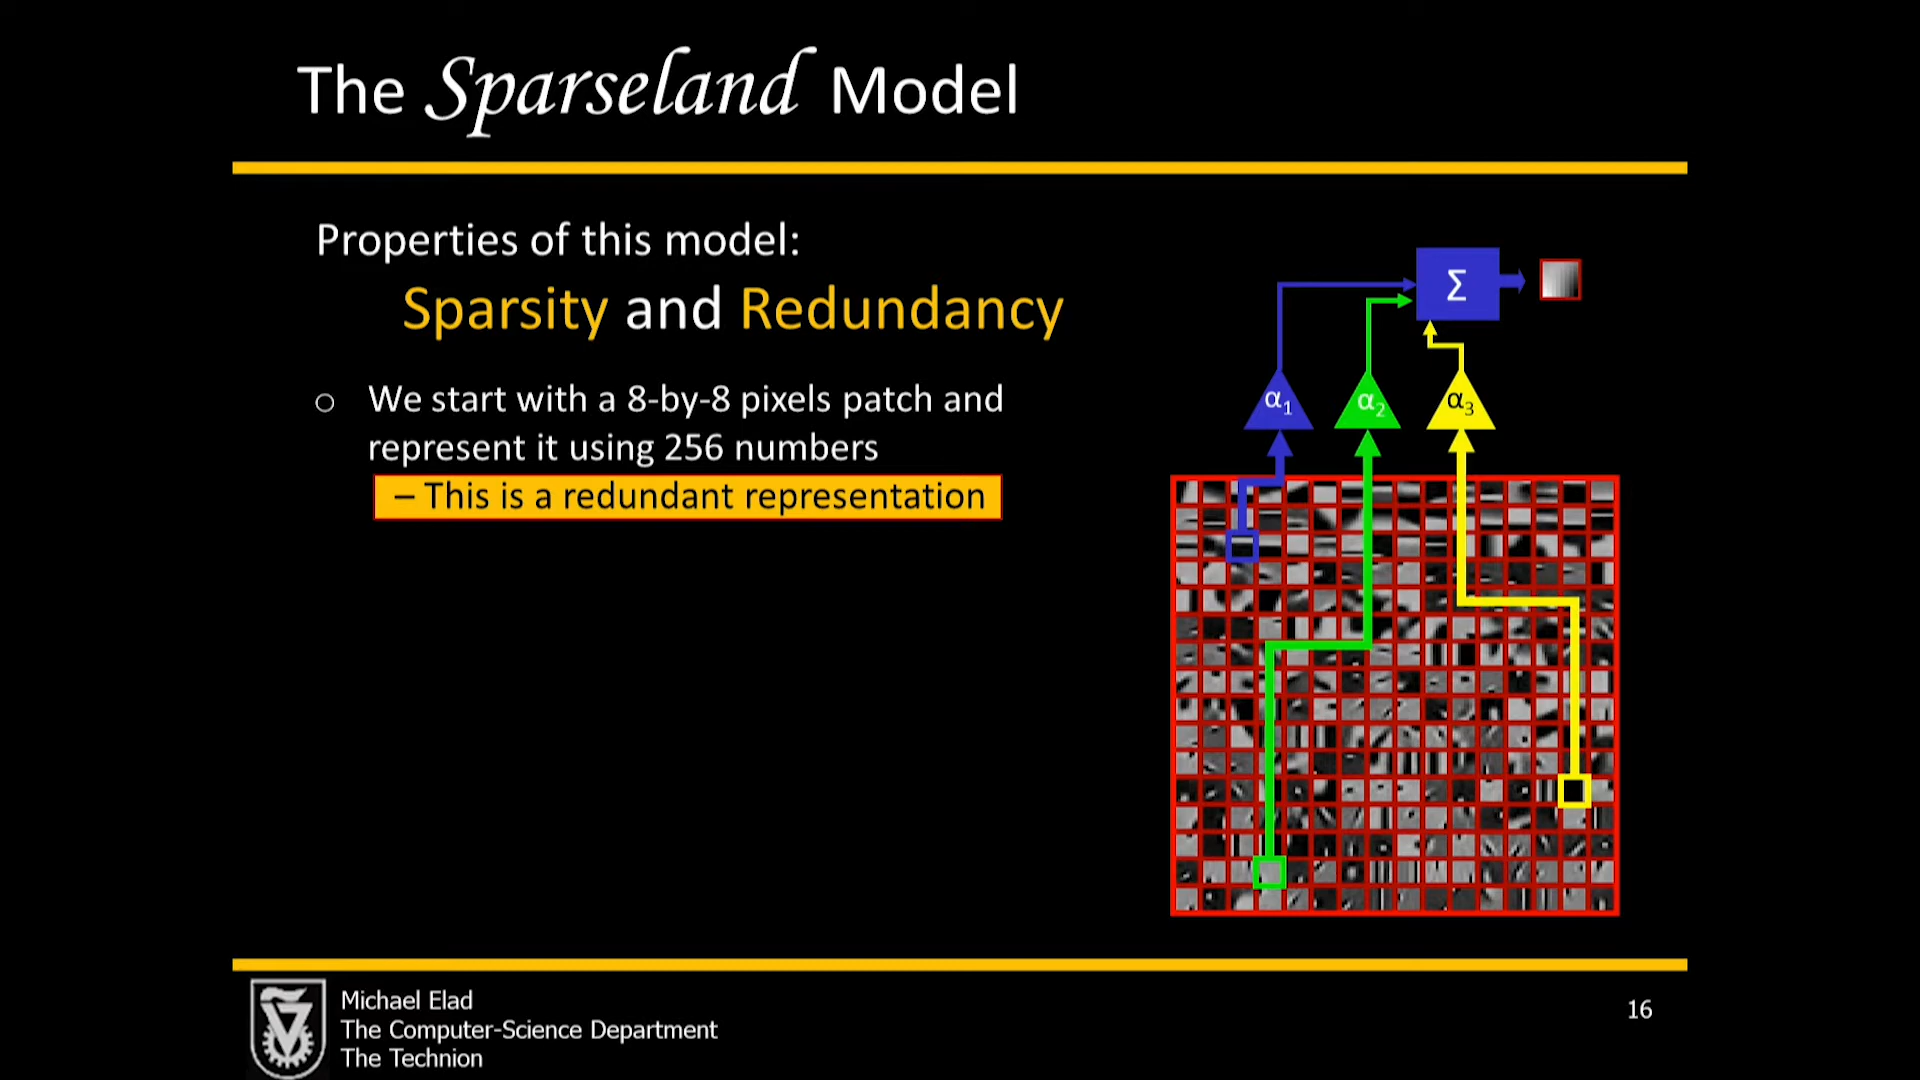 The Sparseland Model
Properties of this model:
Sparsity and Redundancy
We start with a 8-by-8 pixels patch and
represent it using 256 numbers
– This is a redundant representation
Σ
α1 α2 α3
Michael Elad
The Computer-Science Department
The Technion
16